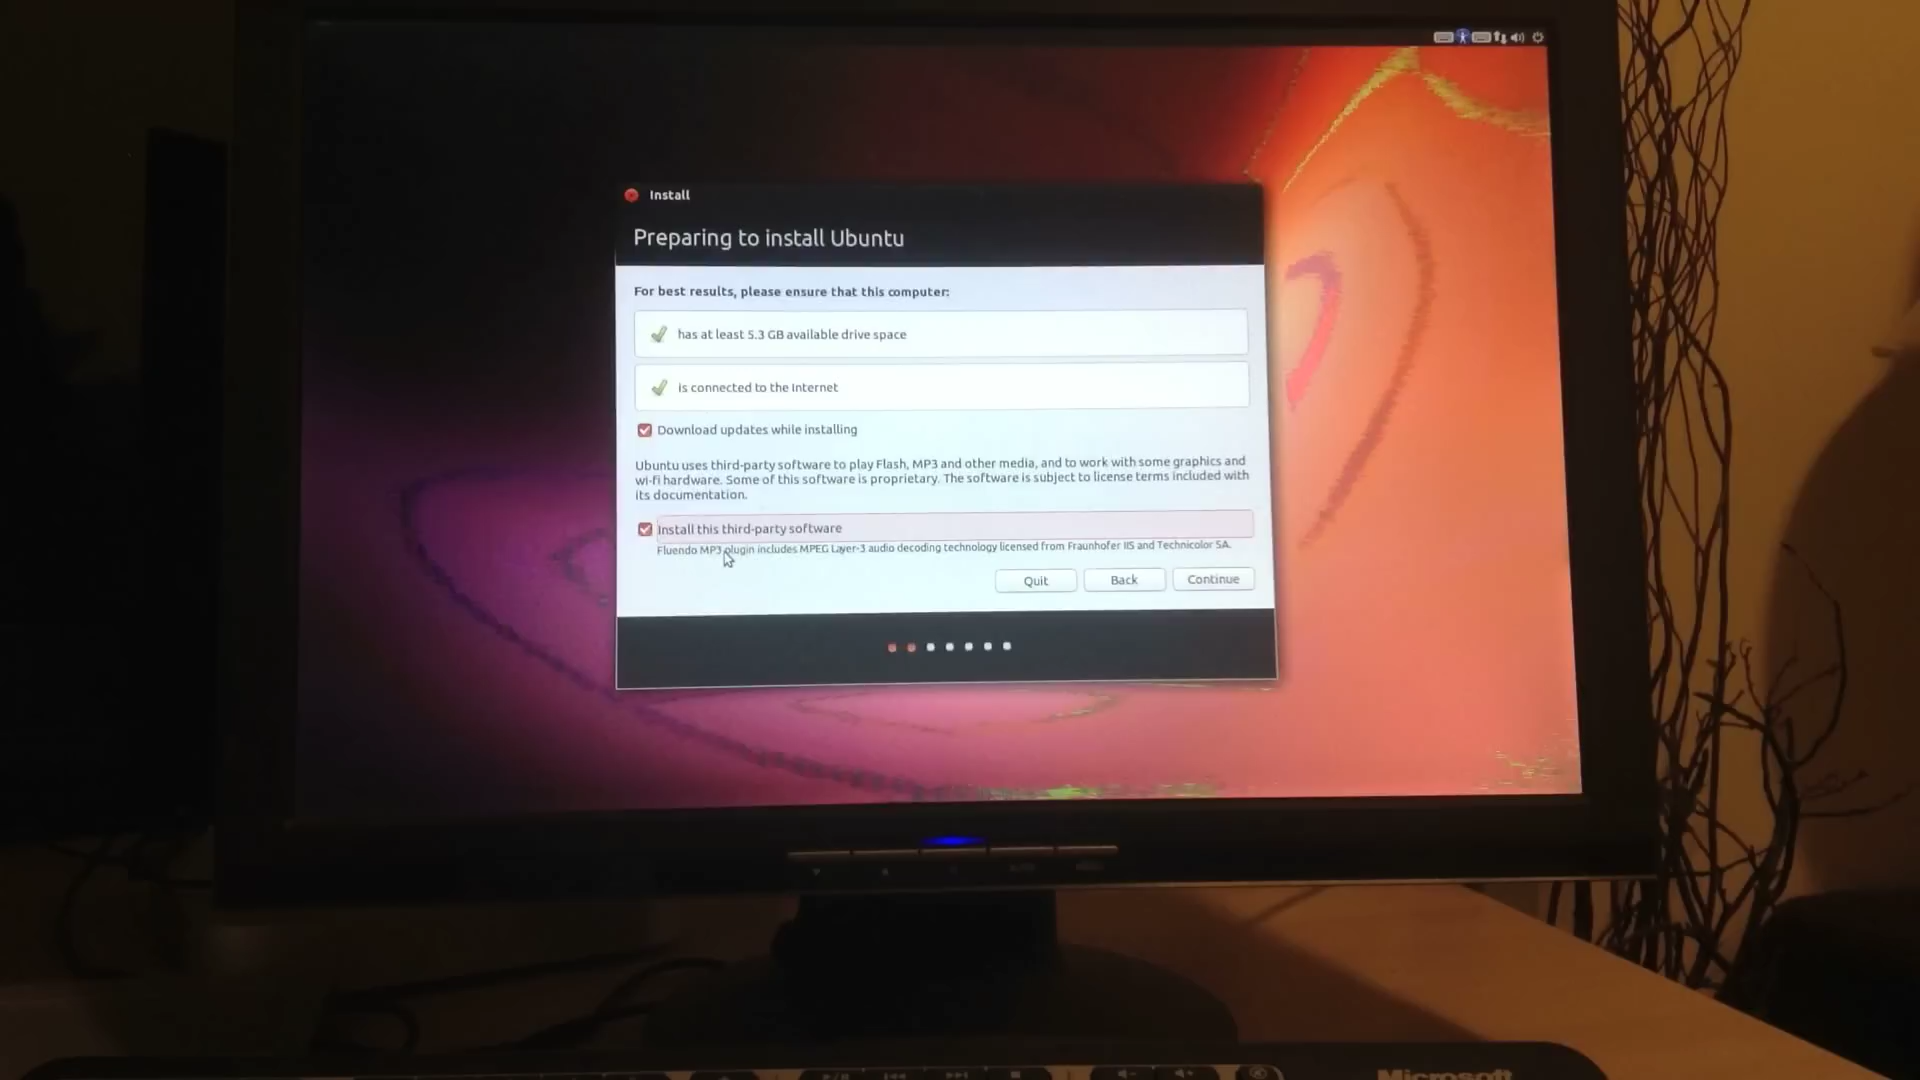 Install
Preparing to install Ubuntu
For best results, please ensure that this computer:
has at least 5.3 GB available drive space
is connected to the Internet
Download updates while installing
Ubuntu uses third-party software to play Flash, MP3 and other media, and to work with some graphics and
wi-fi hardware. Some of this software is proprietary. The software is subject to license terms included with
its documentation.
Install this third-party software
Fluendo MP3 plugin includes MPEG Layer-3 audio decoding technology licensed from Fraunhofer IIS and Technicolor SA.
Quit
Back
Continue
Microsoft